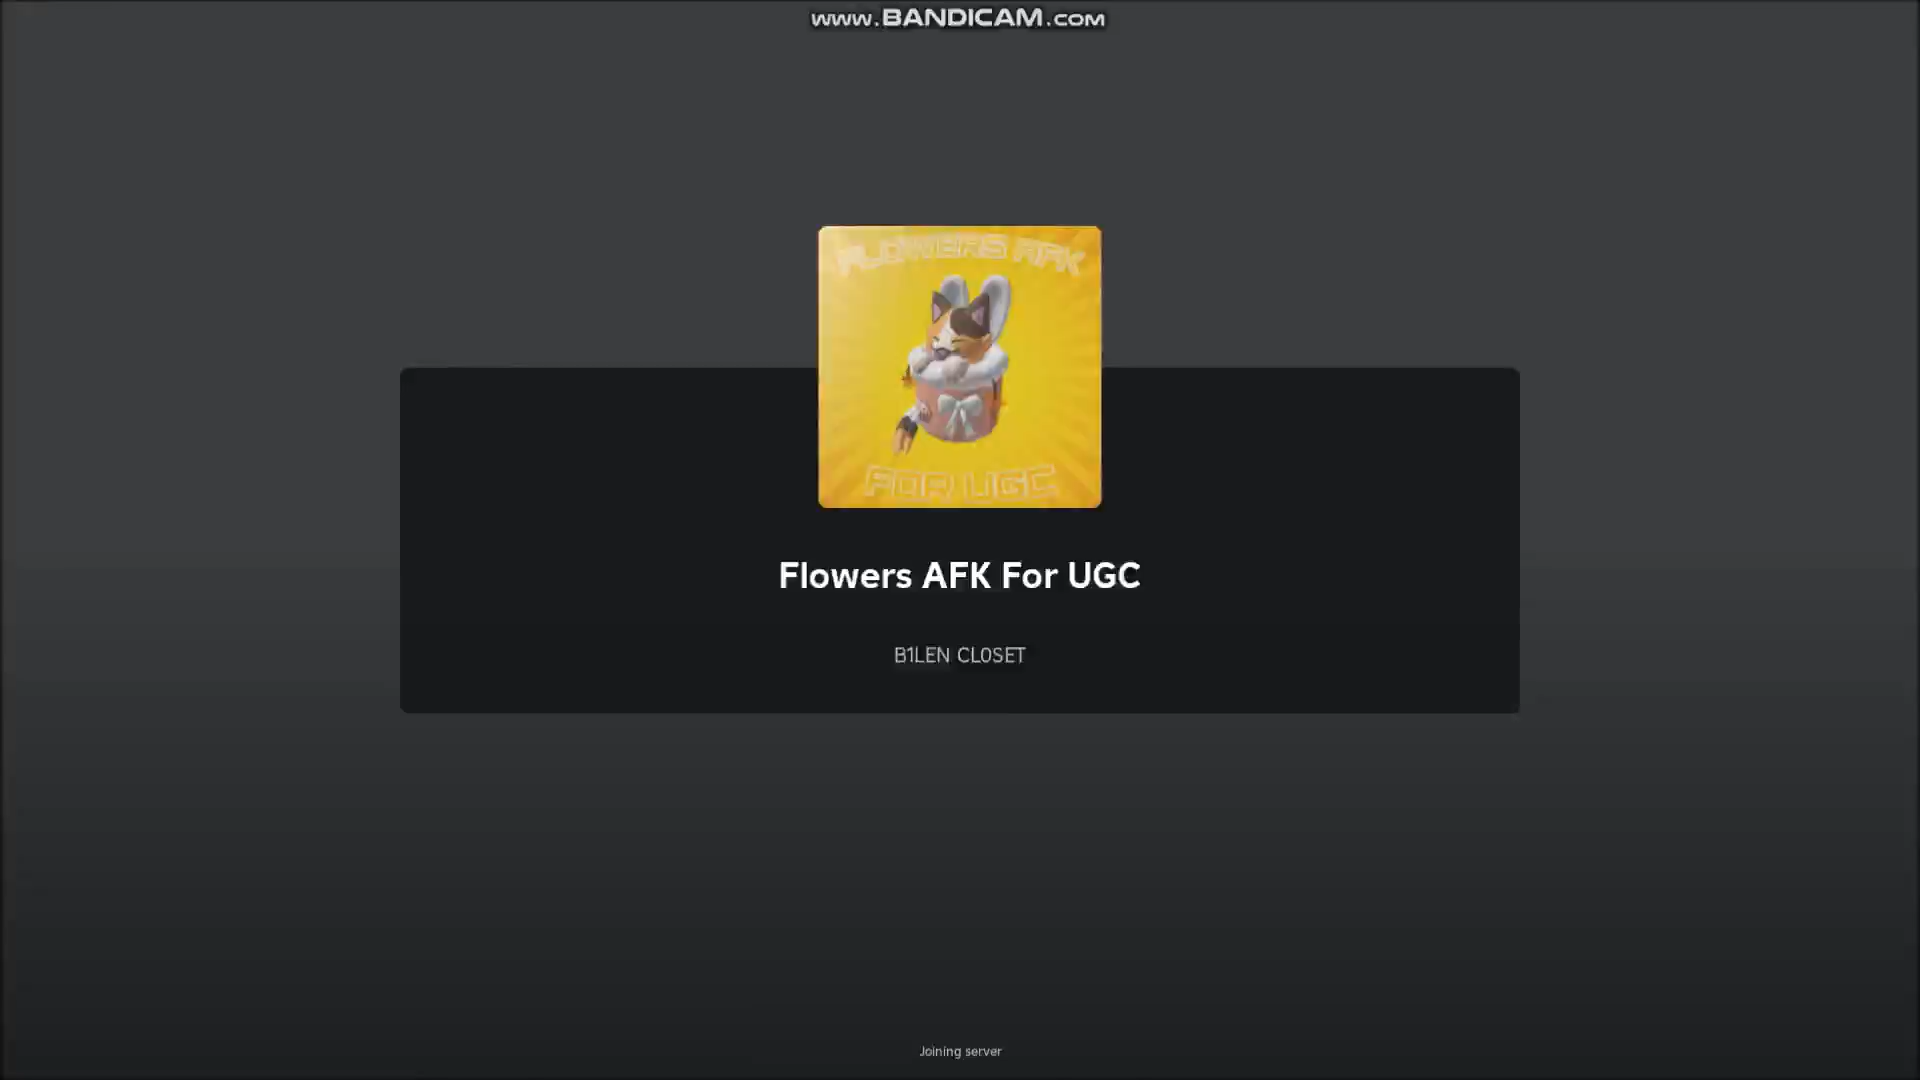 www.BANDICAM.com
FLOWERS AFK
FOR UGC
Flowers AFK For UGC
B1LEN CL0SET
Joining server